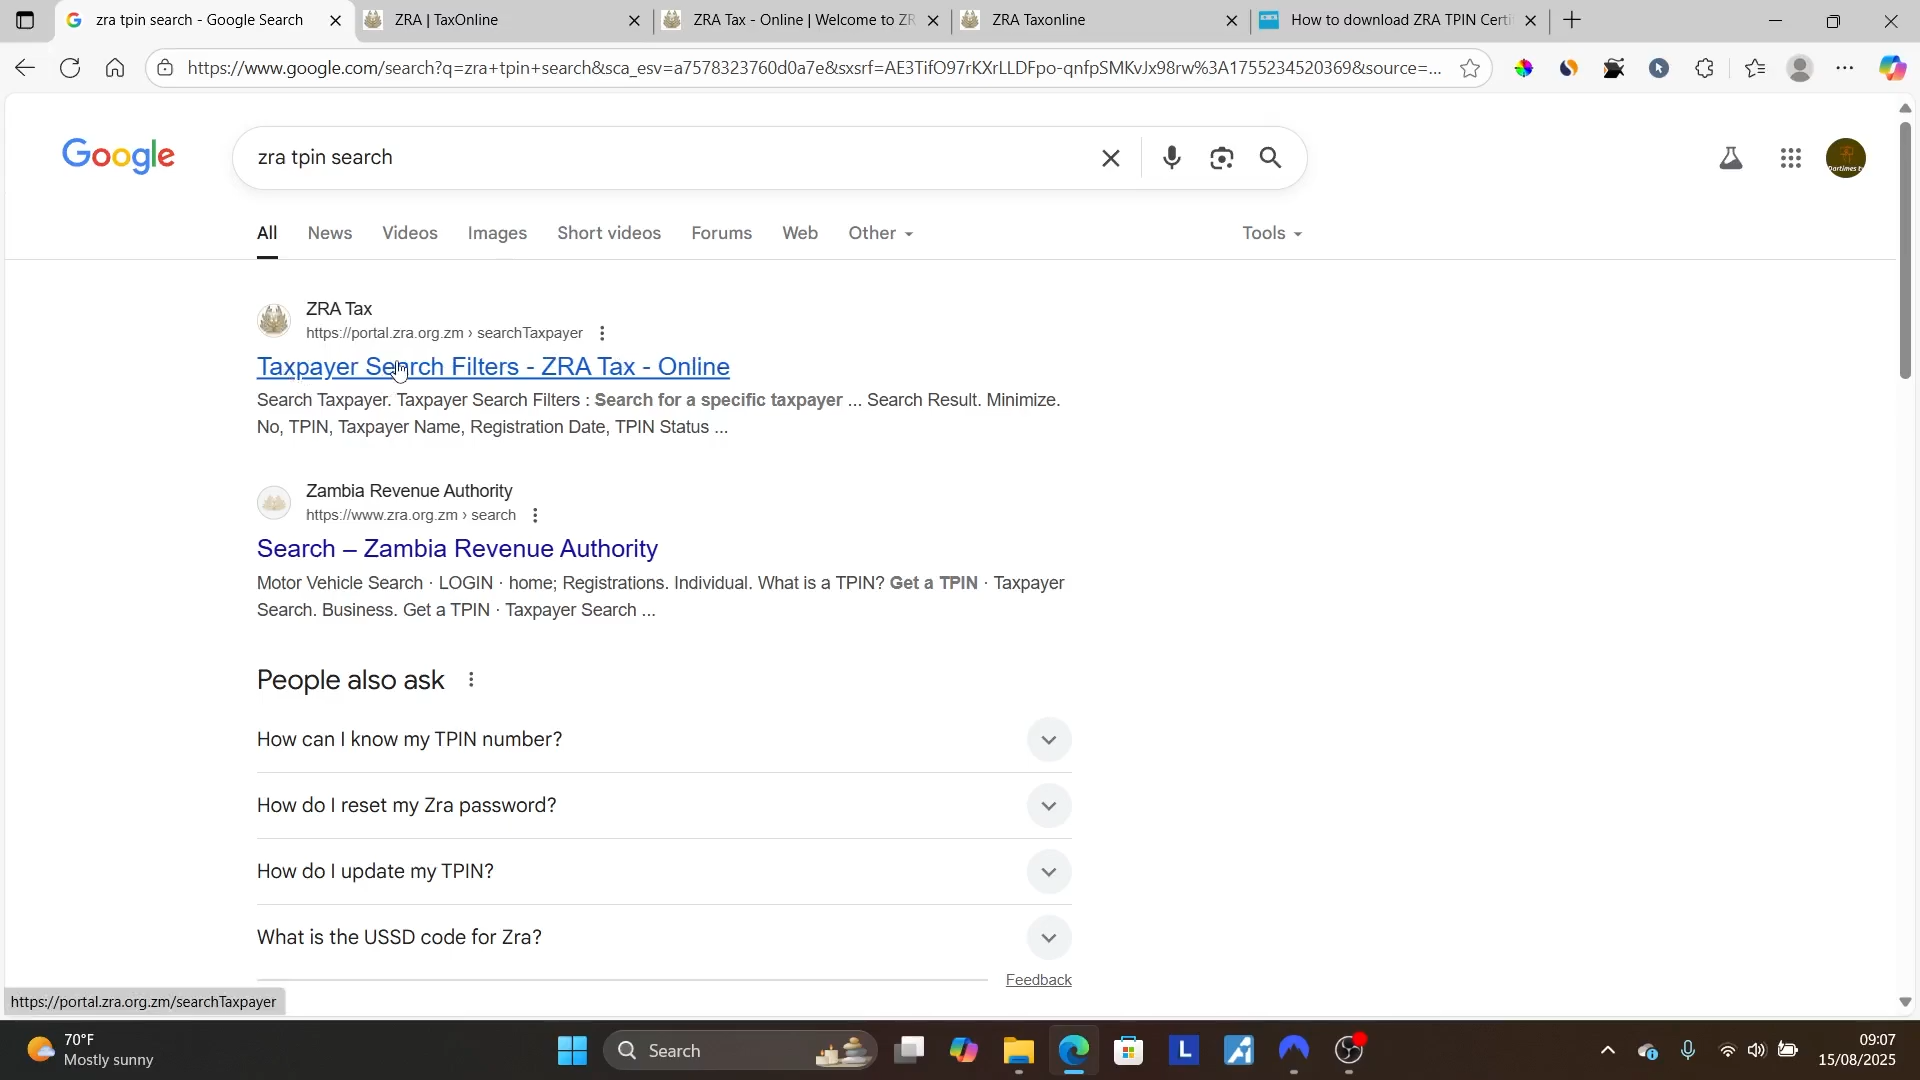 zra tpin search - Google Search
ZRA | TaxOnline
ZRA Tax - Online | Welcome to ZR
ZRA Taxonline
How to download ZRA TPIN Certi
https://www.google.com/search?q=zra+tpin+search&sca_esv=a7578323760d0a7e&sxsrf=AE3TifO97rKXrLLDFpo-qnfpSMKvJx98rw%3A1755234520369&source=...
Google
zra tpin search
All News Videos Images Short videos Forums Web Other Tools
ZRA Tax
https://portal.zra.org.zm › searchTaxpayer
Taxpayer Search Filters - ZRA Tax - Online
Search Taxpayer. Taxpayer Search Filters : Search for a specific taxpayer ... Search Result. Minimize.
No, TPIN, Taxpayer Name, Registration Date, TPIN Status ...
Zambia Revenue Authority
https://www.zra.org.zm › search
Search – Zambia Revenue Authority
Motor Vehicle Search · LOGIN · home; Registrations. Individual. What is a TPIN? Get a TPIN · Taxpayer
Search. Business. Get a TPIN · Taxpayer Search ...
People also ask
How can I know my TPIN number?
How do I reset my Zra password?
How do I update my TPIN?
What is the USSD code for Zra?
Feedback
https://portal.zra.org.zm/searchTaxpayer
70°F
Mostly sunny
Search
L
09:07
15/08/2025